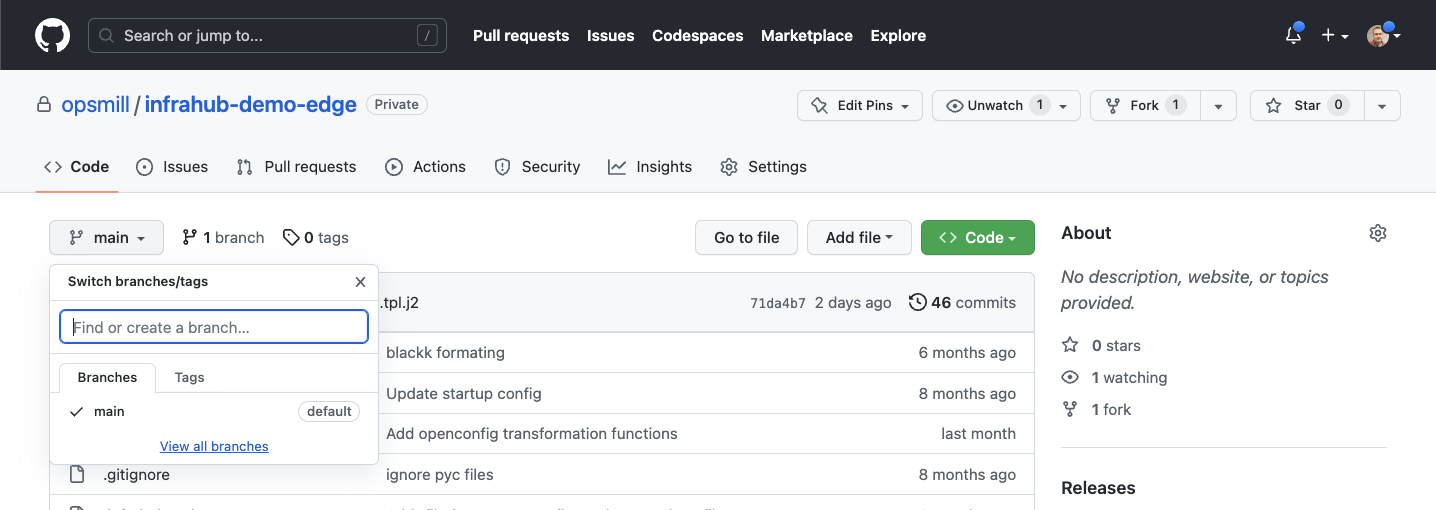 Search or jump to... / Pull requests Issues Codespaces Marketplace Explore
opsmill / infrahub-demo-edge Private Edit Pins Unwatch 1 Fork 1 Star 0
Code Issues Pull requests Actions Security Insights Settings
main 1 branch 0 tags Go to file Add file Code
Switch branches/tags
.tpl.j2 71da4b7 2 days ago 46 commits
Find or create a branch...
blackk formating 6 months ago
Branches Tags
Update startup config 8 months ago
main default
Add openconfig transformation functions last month
View all branches
.gitignore ignore pyc files 8 months ago
About
No description, website, or topics
provided.
0 stars
1 watching
1 fork
Releases